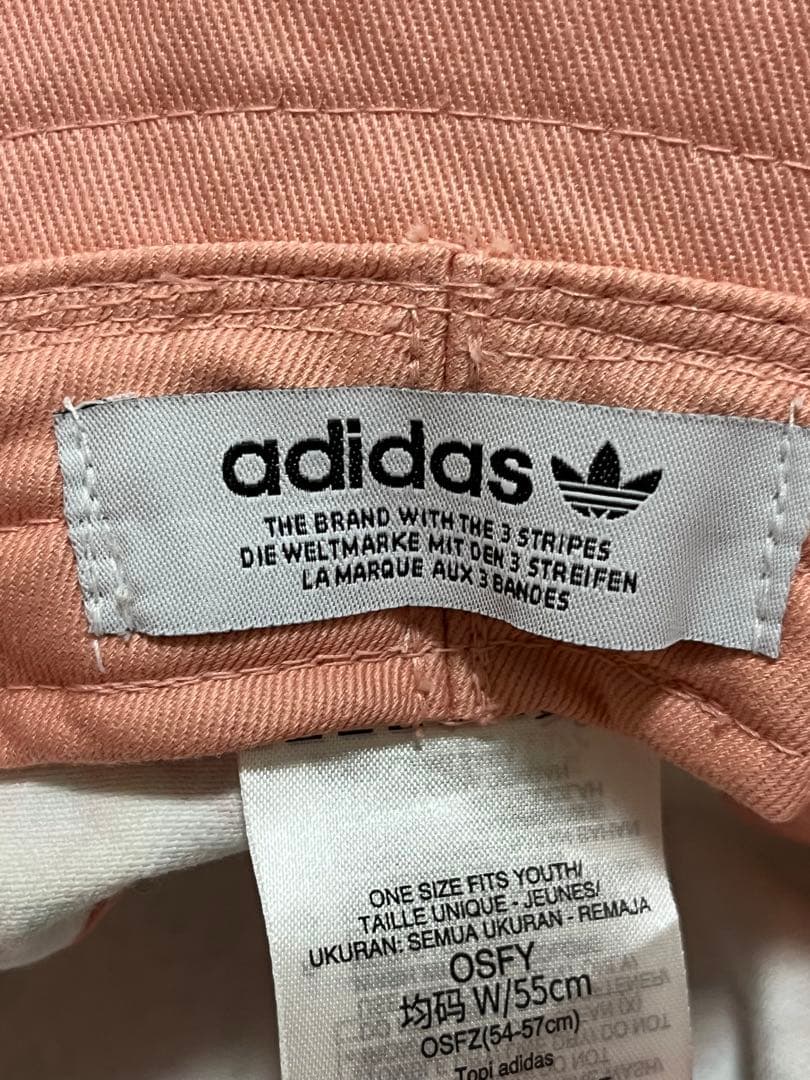 adidas
THE BRAND WITH THE 3 STRIPES
DIE WELTMARKE MIT DEN 3 STREIFEN
LA MARQUE AUX 3 BANDES
ONE SIZE FITS YOUTH/
TAILLE UNIQUE - JEUNES/
UKURAN: SEMUA UKURAN - REMAJA
OSFY
均码 W/55cm
OSFZ(54-57cm)
Topi adidas